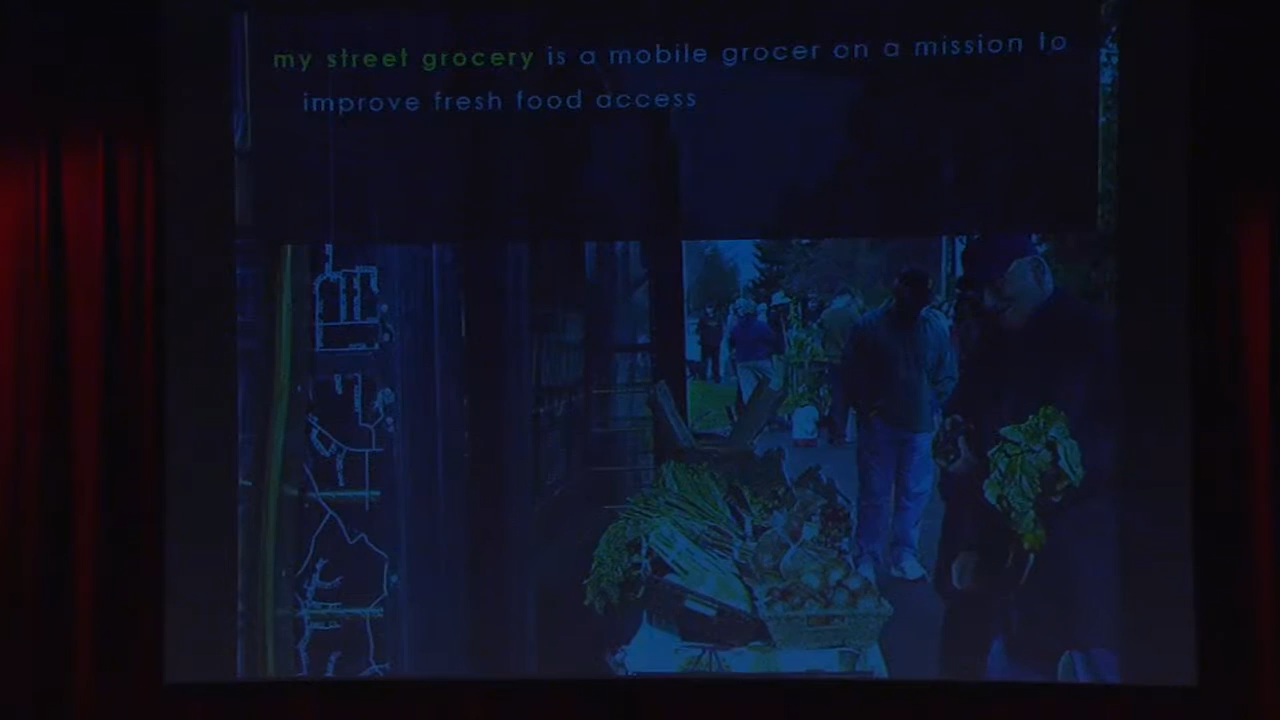 my street grocery is a mobile grocer on a mission to
improve fresh food access